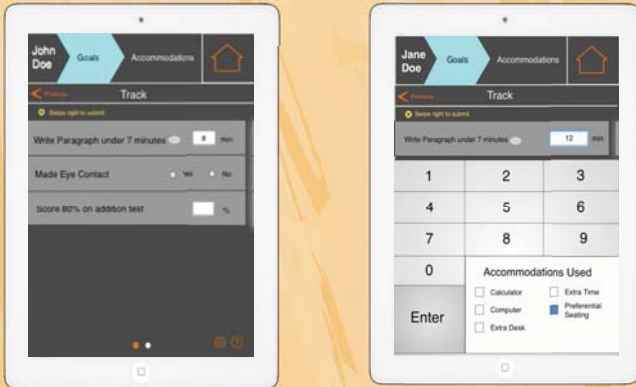 John
Doe
Goals
Accommodations
Previous
Track
Swipe right to submit
Write Paragraph under 7 minutes
min
Made Eye Contact
Yes
No
Score 80% on addition test
%
Jane
Doe
Goals
Accommodations
Previous
Track
Swipe right to submit
Write Paragraph under 7 minutes
12
min
1 2 3
4 5 6
7 8 9
0
Enter
Accommodations Used
Calculator
Extra Time
Computer
Preferential
Seating
Extra Desk
?